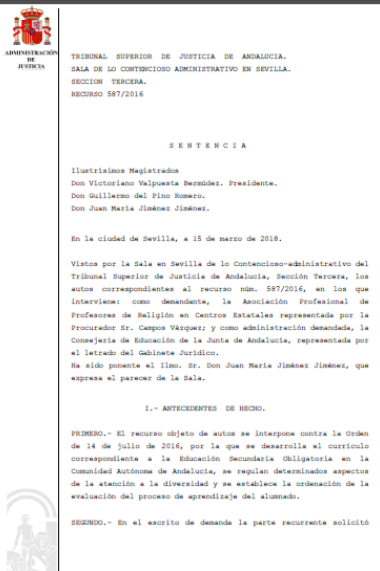 ADMINISTRACIÓN
DE
JUSTICIA
TRIBUNAL SUPERIOR DE JUSTICIA DE ANDALUCIA.
SALA DE LO CONTENCIOSO ADMINISTRATIVO EN SEVILLA.
SECCION TERCERA.
RECURSO 587/2016
S E N T E N C I A
Ilustrísimos Magistrados
Don Victoriano Valpuesta Bermúdez. Presidente.
Don Guillermo del Pino Romero.
Don Juan María Jiménez Jiménez.
En la ciudad de Sevilla, a 15 de marzo de 2018.
Vistos por la Sala en Sevilla de lo Contencioso-administrativo del
Tribunal Superior de Justicia de Andalucía, Sección Tercera, los
autos correspondientes al recurso núm. 587/2016, en los que
interviene: como demandante, la Asociación Profesional de
Profesores de Religión en Centros Estatales representada por la
Procurador Sr. Campos Vázquez; y como administración demandada, la
Consejería de Educación de la Junta de Andalucía, representada por
el letrado del Gabinete Jurídico.
Ha sido ponente el Ilmo. Sr. Don Juan María Jiménez Jiménez, que
expresa el parecer de la Sala.
I.- ANTECEDENTES DE HECHO.
PRIMERO.- El recurso objeto de autos se interpone contra la Orden
de 14 de julio de 2016, por la que se desarrolla el currículo
correspondiente a la Educación Secundaria Obligatoria en la
Comunidad Autónoma de Andalucía, se regulan determinados aspectos
de la atención a la diversidad y se establece la ordenación de la
evaluación del proceso de aprendizaje del alumnado.
SEGUNDO.- En el escrito de demanda la parte recurrente solicitó